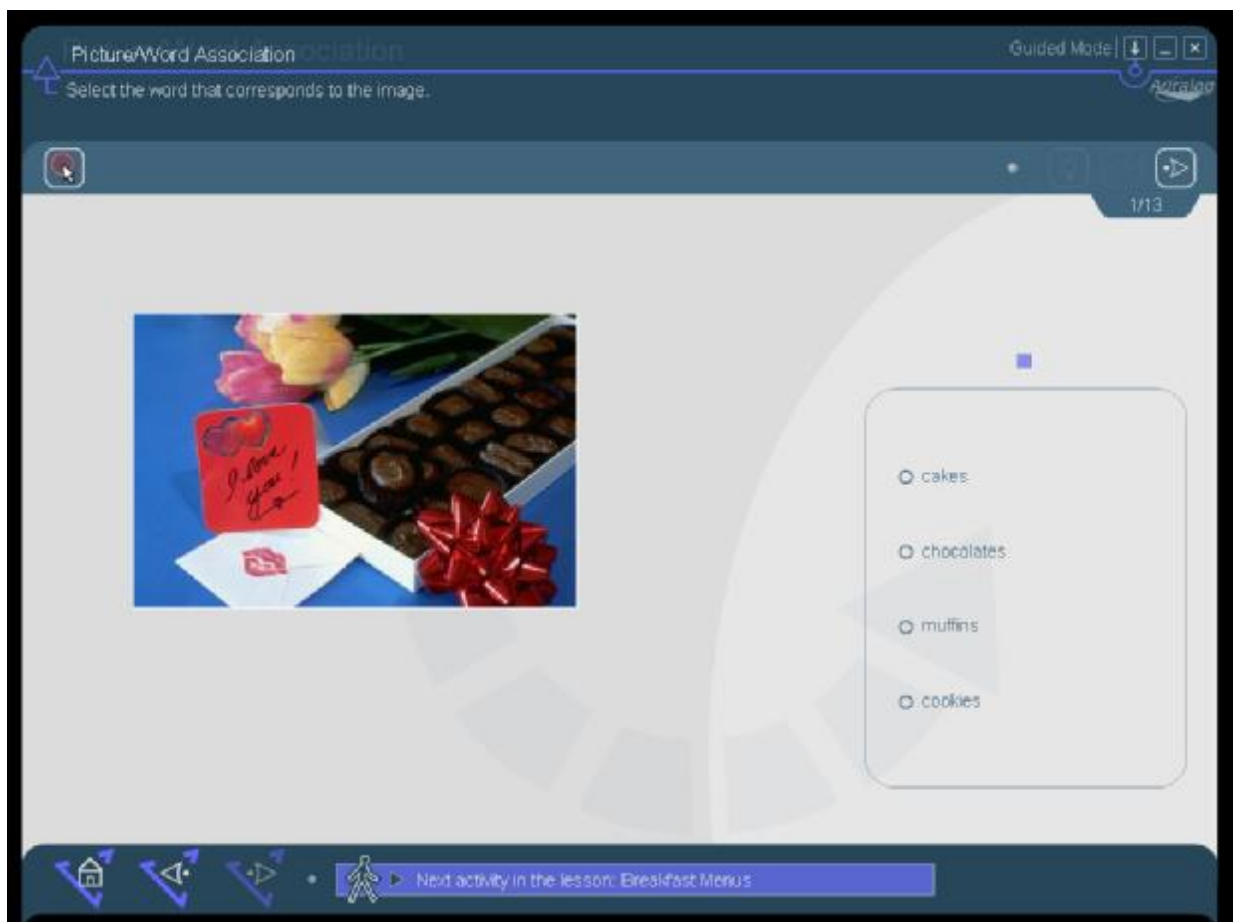 Picture/Word Association
Guided Mode
Select the word that corresponds to the image.
1/13
I love
you!
cakes
chocolates
muffins
cookies
Next activity in the lesson: Breakfast Menus